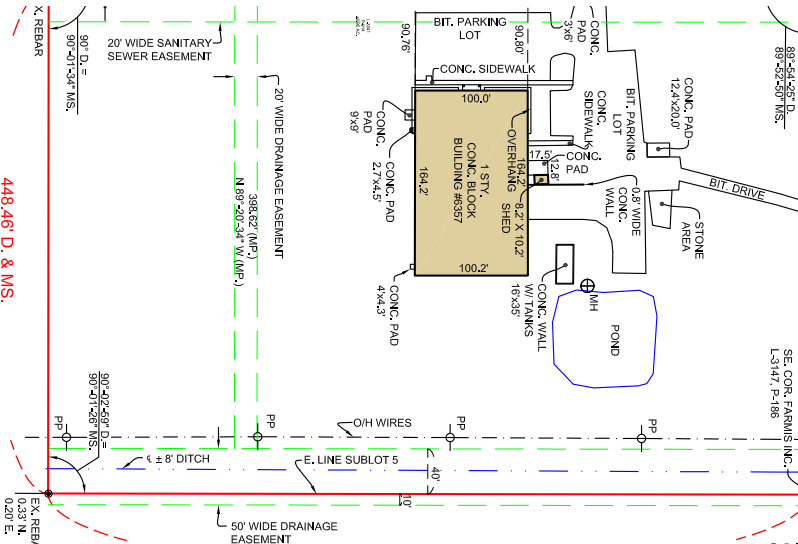 EX. REBAR
90° D. =
90°-01'-34" MS.
20' WIDE SANITARY
SEWER EASEMENT
90.76'
BIT. PARKING
LOT
90.80'
CONC.
PAD
3'x6'
89°-54'-25" D.
89°-52'-50" MS.
CONC. SIDEWALK
100.0'
CONC.
SIDEWALK
BIT. PARKING
LOT
CONC. PAD
12.4'x20.0'
CONC.
PAD
9'x9'
CONC. PAD
2.7'x4.5'
164.2'
1 STY.
CONC. BLOCK
BUILDING #6357
164.2'
OVERHANG
17.5'
12.8'
CONC.
PAD
SHED
8.2' X 10.2'
0.8' WIDE
CONC.
WALL
BIT. DRIVE
STONE
AREA
20' WIDE DRAINAGE EASEMENT
398.62' (MP.)
N.89°-20'-34" W.(MP.)
448.46' D. & MS.
100.2'
CONC. PAD
4'x4.3'
CONC. WALL
W/ TANKS
16'x35'
MH
POND
SE. COR. FARMIS INC.
L-3147, P-186
90°-02'-59" D. =
90°-01'-26" MS.
PP
PP
PP
PP
O/H WIRES
℄ ± 8' DITCH
E. LINE SUBLOT 5
40'
10'
50' WIDE DRAINAGE
EASEMENT
EX. REBA
0.33' N.
0.20' E.